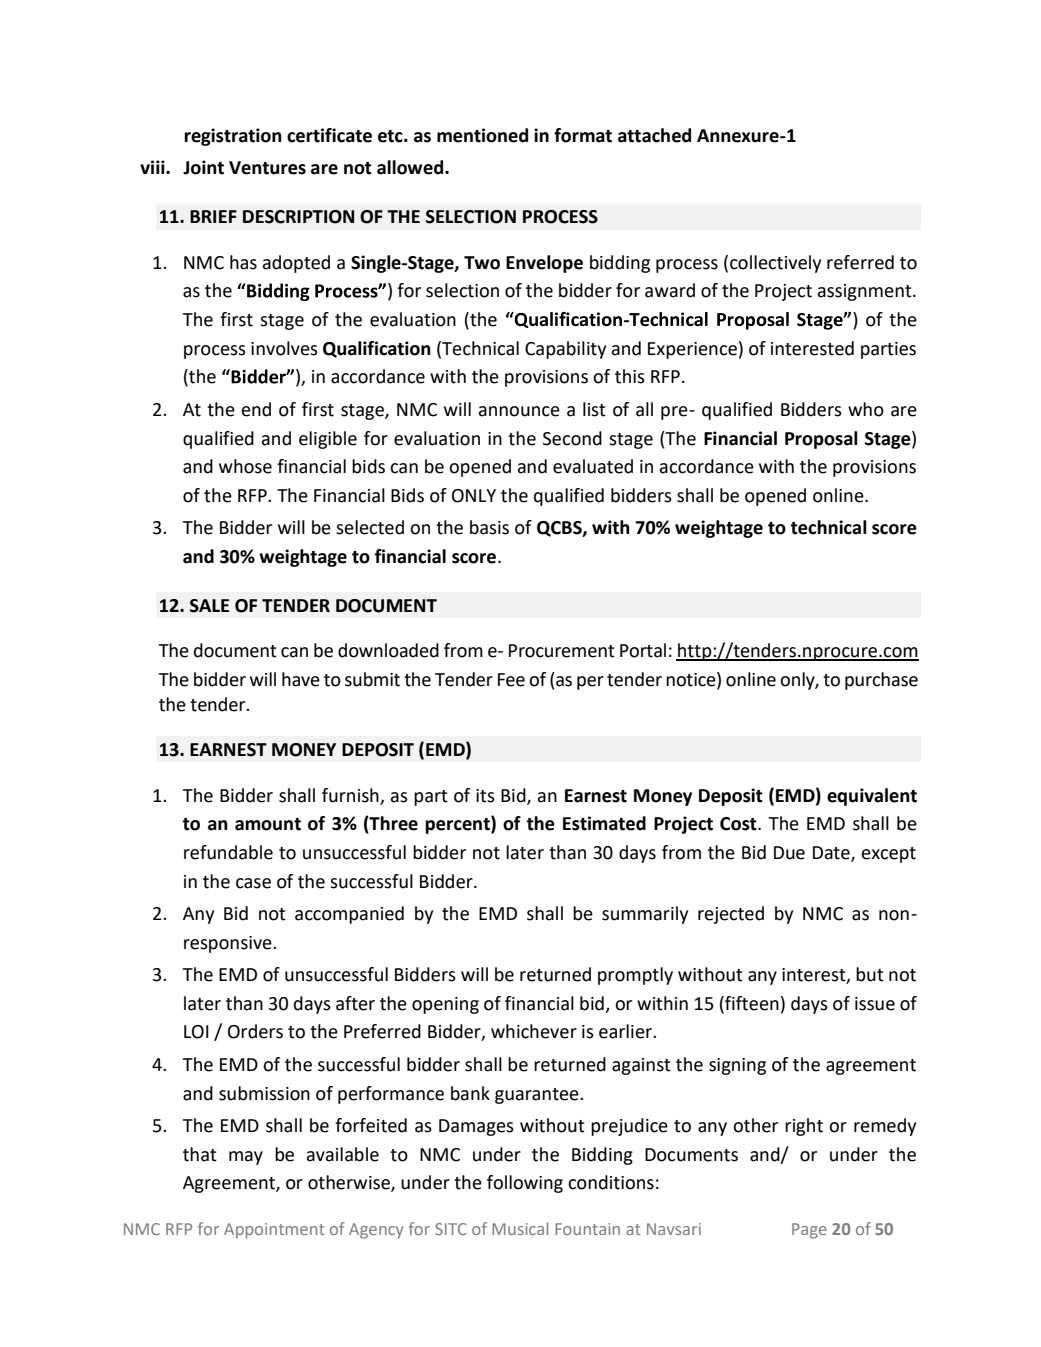 registration certificate etc. as mentioned in format attached Annexure-1
viii. Joint Ventures are not allowed.
11. BRIEF DESCRIPTION OF THE SELECTION PROCESS
1. NMC has adopted a Single-Stage, Two Envelope bidding process (collectively referred to
as the “Bidding Process”) for selection of the bidder for award of the Project assignment.
The first stage of the evaluation (the “Qualification-Technical Proposal Stage”) of the
process involves Qualification (Technical Capability and Experience) of interested parties
(the “Bidder”), in accordance with the provisions of this RFP.
2. At the end of first stage, NMC will announce a list of all pre- qualified Bidders who are
qualified and eligible for evaluation in the Second stage (The Financial Proposal Stage)
and whose financial bids can be opened and evaluated in accordance with the provisions
of the RFP. The Financial Bids of ONLY the qualified bidders shall be opened online.
3. The Bidder will be selected on the basis of QCBS, with 70% weightage to technical score
and 30% weightage to financial score.
12. SALE OF TENDER DOCUMENT
The document can be downloaded from e- Procurement Portal: http://tenders.nprocure.com
The bidder will have to submit the Tender Fee of (as per tender notice) online only, to purchase
the tender.
13. EARNEST MONEY DEPOSIT (EMD)
1. The Bidder shall furnish, as part of its Bid, an Earnest Money Deposit (EMD) equivalent
to an amount of 3% (Three percent) of the Estimated Project Cost. The EMD shall be
refundable to unsuccessful bidder not later than 30 days from the Bid Due Date, except
in the case of the successful Bidder.
2. Any Bid not accompanied by the EMD shall be summarily rejected by NMC as non-
responsive.
3. The EMD of unsuccessful Bidders will be returned promptly without any interest, but not
later than 30 days after the opening of financial bid, or within 15 (fifteen) days of issue of
LOI / Orders to the Preferred Bidder, whichever is earlier.
4. The EMD of the successful bidder shall be returned against the signing of the agreement
and submission of performance bank guarantee.
5. The EMD shall be forfeited as Damages without prejudice to any other right or remedy
that may be available to NMC under the Bidding Documents and/ or under the
Agreement, or otherwise, under the following conditions:
NMC RFP for Appointment of Agency for SITC of Musical Fountain at Navsari Page 20 of 50